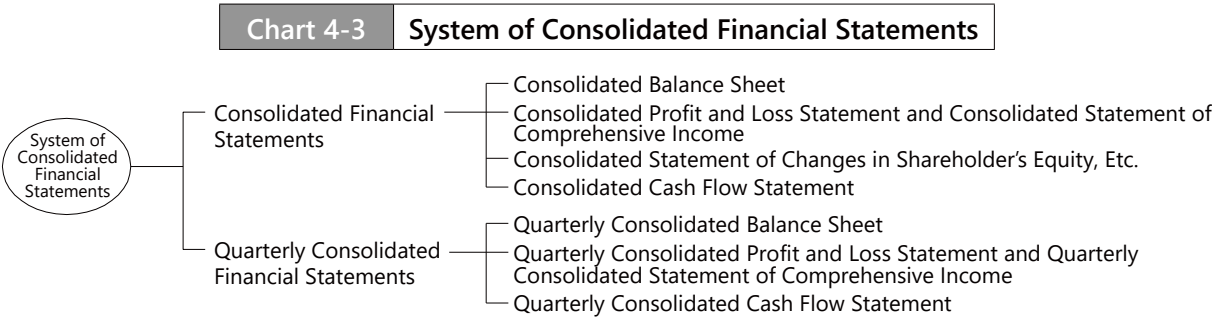 Chart 4-3 System of Consolidated Financial Statements
System of
Consolidated
Financial
Statements
Consolidated Financial
Statements
Consolidated Balance Sheet
Consolidated Profit and Loss Statement and Consolidated Statement of
Comprehensive Income
Consolidated Statement of Changes in Shareholder’s Equity, Etc.
Consolidated Cash Flow Statement
Quarterly Consolidated
Financial Statements
Quarterly Consolidated Balance Sheet
Quarterly Consolidated Profit and Loss Statement and Quarterly
Consolidated Statement of Comprehensive Income
Quarterly Consolidated Cash Flow Statement